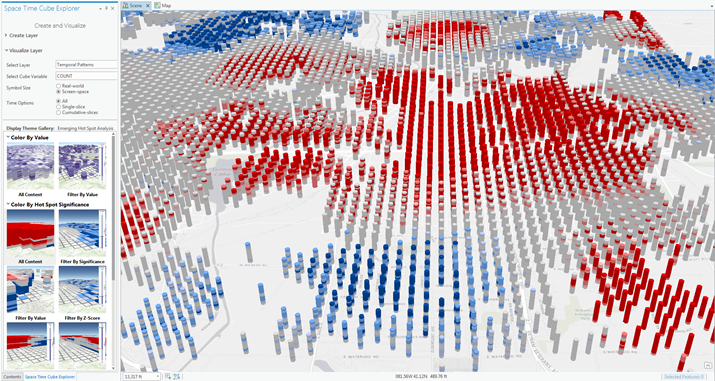 Space Time Cube Explorer
Create and Visualize
Create Layer
Visualize Layer
Select Layer
Temporal Patterns
Select Cube Variable
COUNT
Symbol Size
Real-world
Screen-space
Time Options
All
Single-slice
Cumulative-slices
Display Theme Gallery: Emerging Hot Spot Analysis
Color By Value
All Content
Filter By Value
Color By Hot Spot Significance
All Content
Filter By Significance
Filter By Value
Filter By Z-Score
Contents
Space Time Cube Explorer
Scene
Map
13,317 ft
081.56W 41.12N 489.76 ft
Selected Features: 0